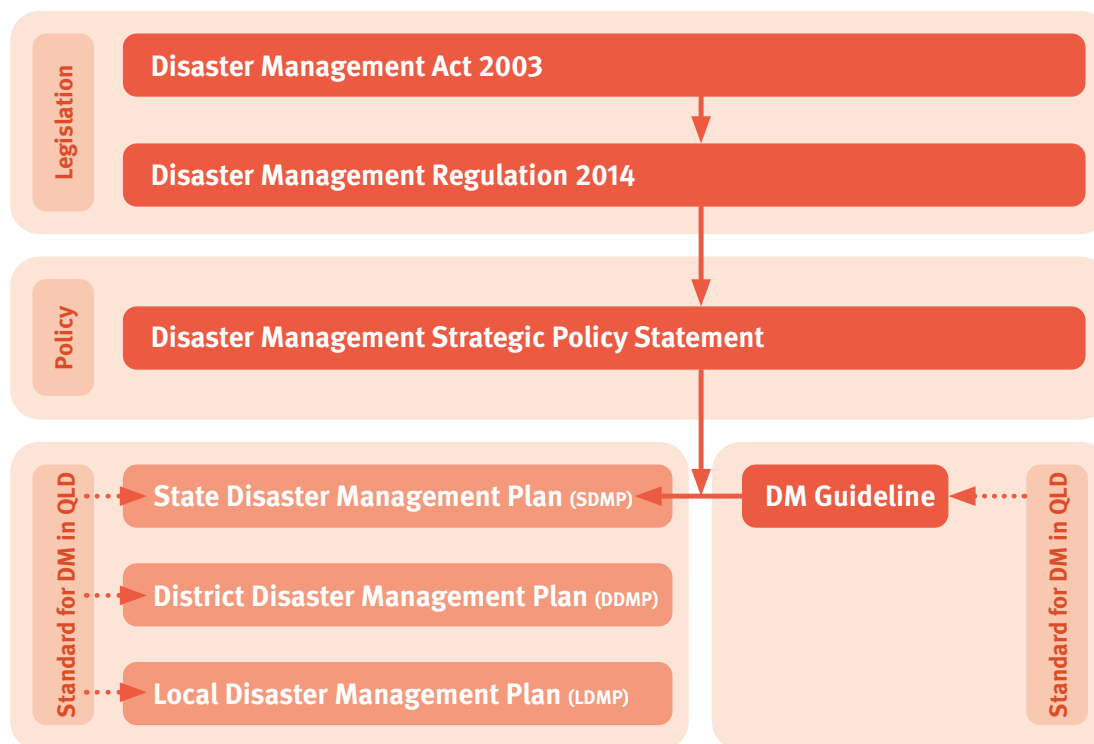 Legislation
Disaster Management Act 2003
Disaster Management Regulation 2014
Policy
Disaster Management Strategic Policy Statement
Standard for DM in QLD
State Disaster Management Plan (SDMP)
DM Guideline
Standard for DM in QLD
District Disaster Management Plan (DDMP)
Local Disaster Management Plan (LDMP)